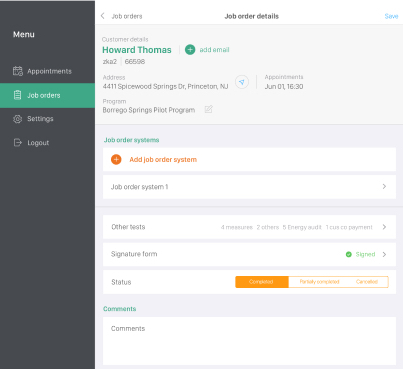 Job orders
Job order details
Save
Menu
Appointments
Job orders
Settings
Logout
Customer details
Howard Thomas
add email
zka2 66598
Address
4411 Spicewood Springs Dr, Princeton, NJ
Appointments
Jun 01, 16:30
Program
Borrego Springs Pilot Program
Job order systems
Add job order system
Job order system 1
Other tests
4 measures 2 others 5 Energy audit 1 cus co payment
Signature form
Signed
Status
Completed
Partially completed
Cancelled
Comments
Comments